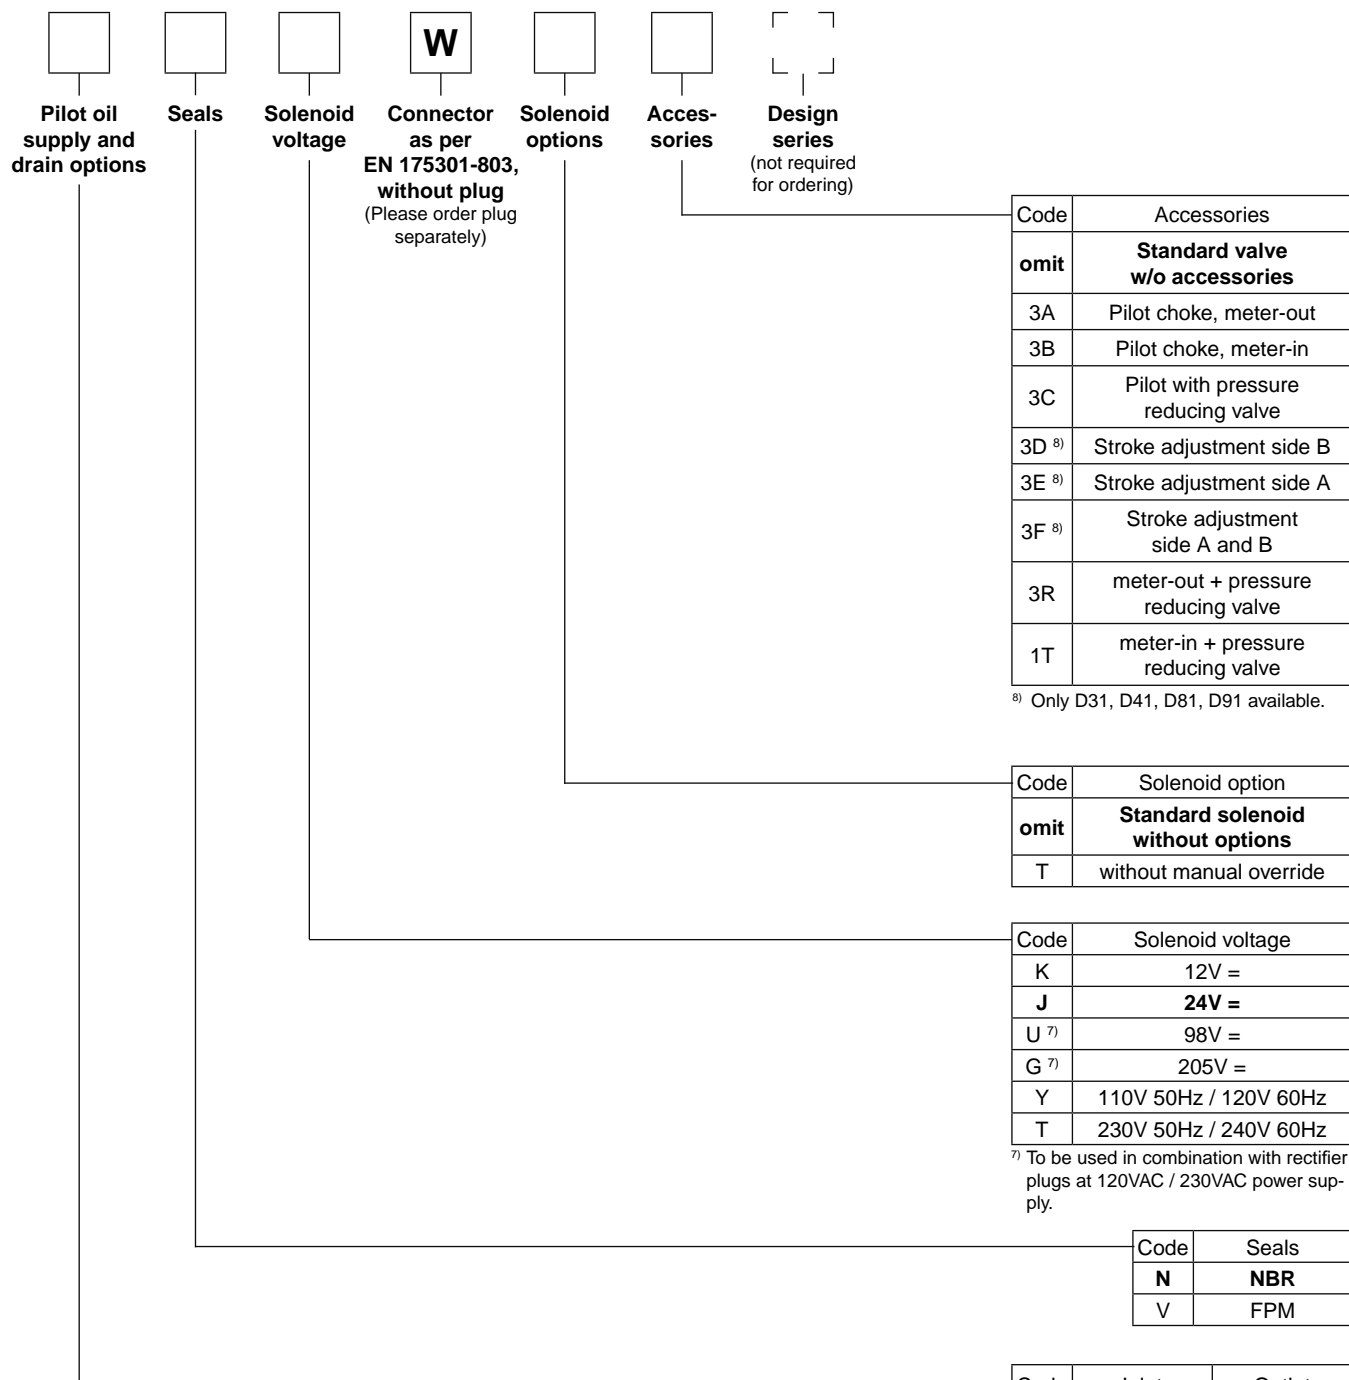 W
Pilot oil
supply and
drain options
Seals
Solenoid
voltage
Connector
as per
EN 175301-803,
without plug
(Please order plug
separately)
Solenoid
options
Acces-
sories
Design
series
(not required
for ordering)
Code Accessories
omit Standard valve
w/o accessories
3A Pilot choke, meter-out
3B Pilot choke, meter-in
3C Pilot with pressure
reducing valve
3D 8) Stroke adjustment side B
3E 8) Stroke adjustment side A
3F 8) Stroke adjustment
side A and B
3R meter-out + pressure
reducing valve
1T meter-in + pressure
reducing valve
8) Only D31, D41, D81, D91 available.
Code Solenoid option
omit Standard solenoid
without options
T without manual override
Code Solenoid voltage
K 12V =
J 24V =
U 7) 98V =
G 7) 205V =
Y 110V 50Hz / 120V 60Hz
T 230V 50Hz / 240V 60Hz
7) To be used in combination with rectifier
plugs at 120VAC / 230VAC power sup-
ply.
Code Seals
N NBR
V FPM